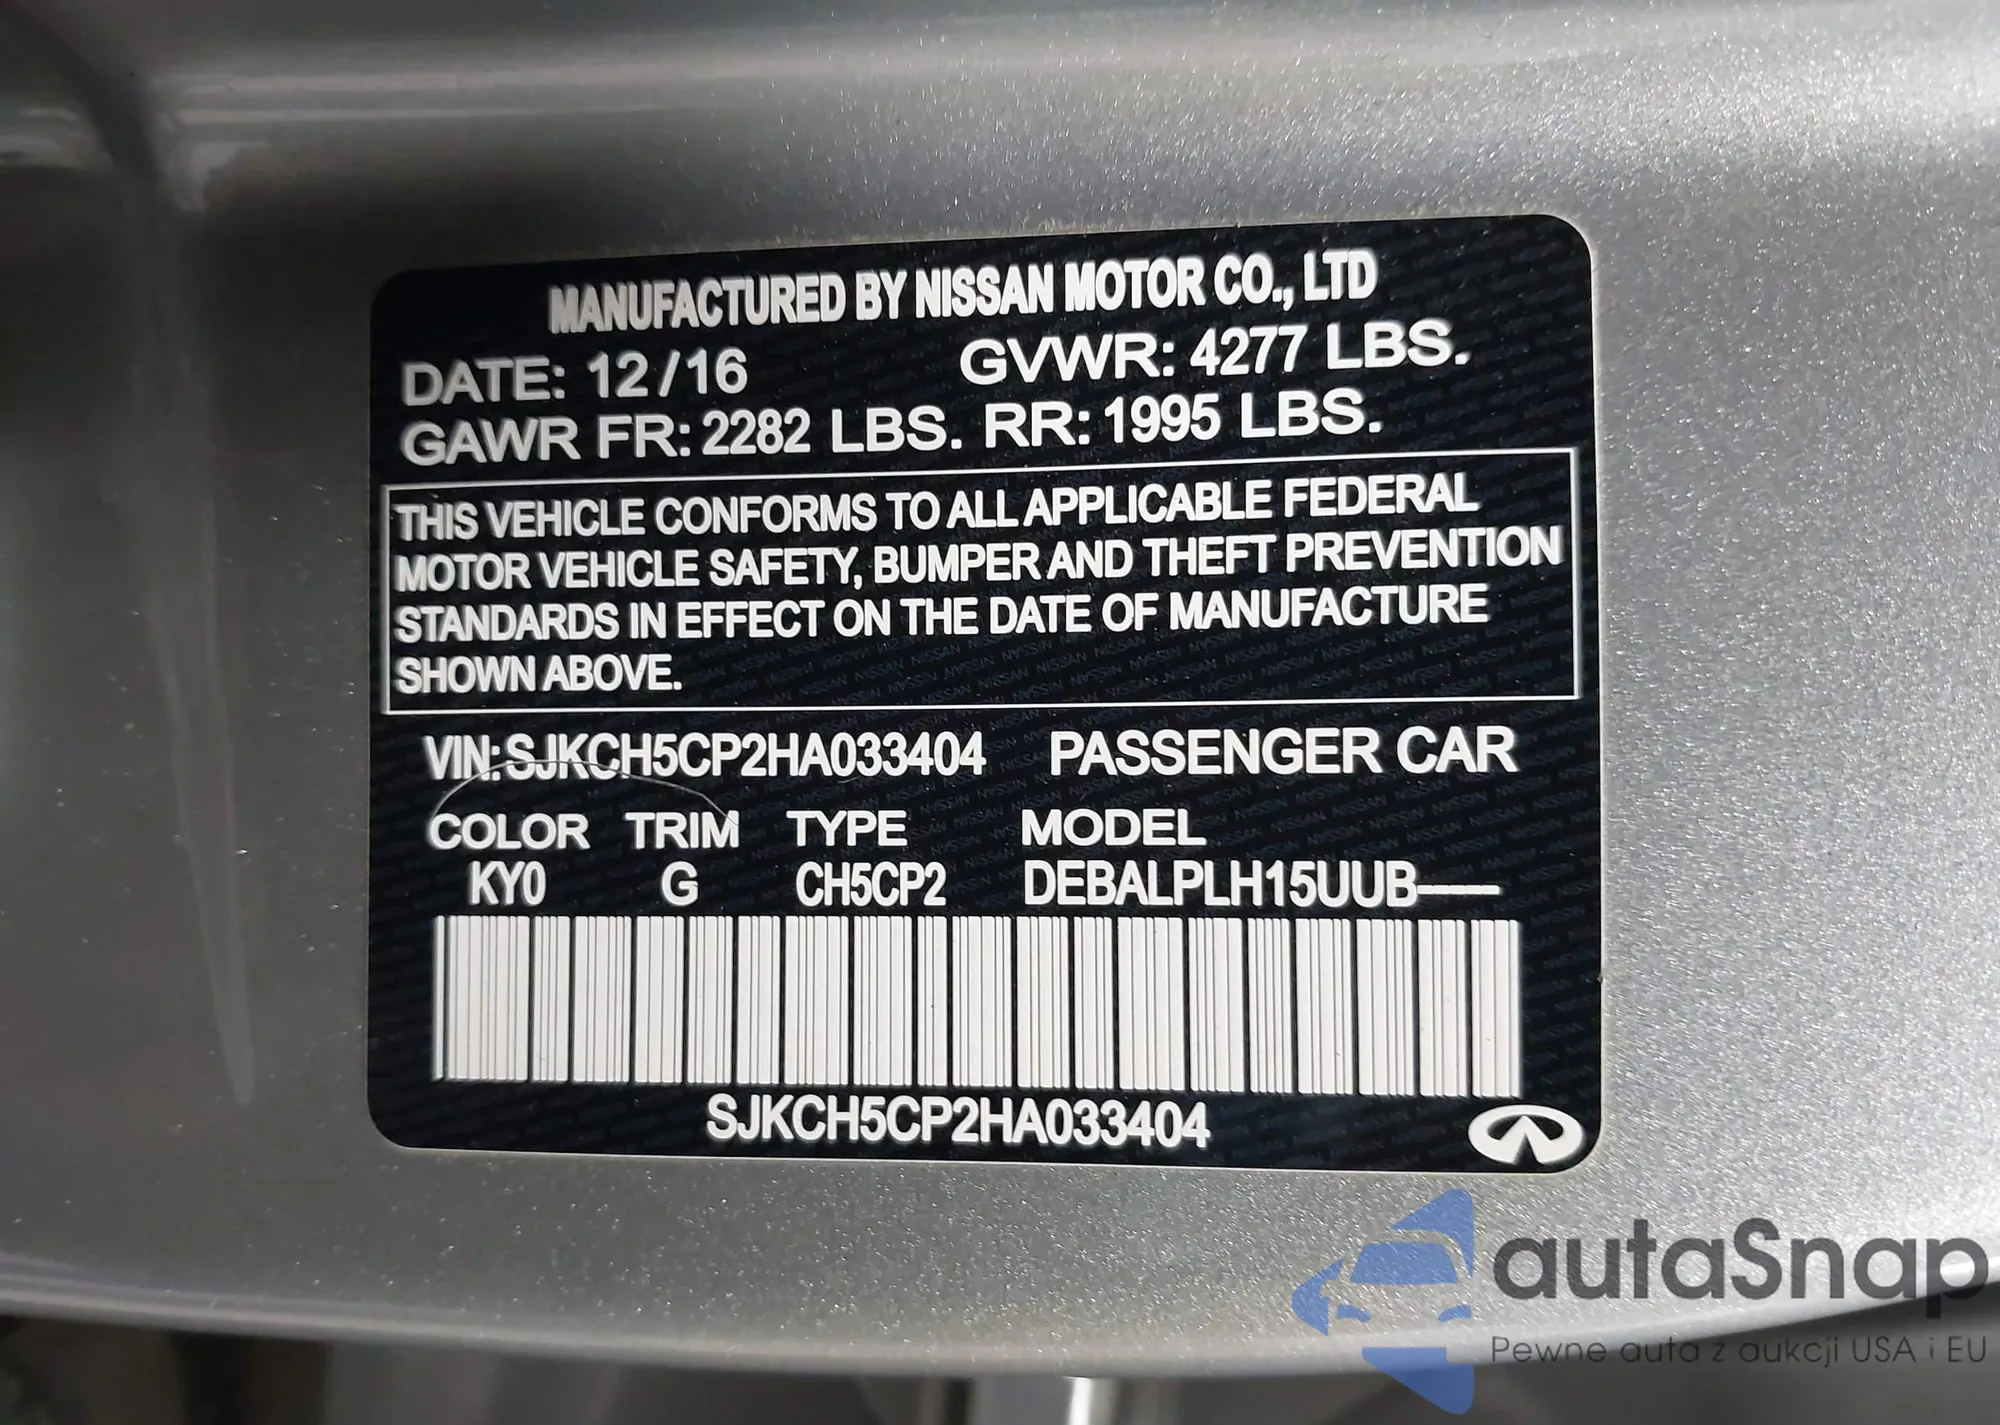 MANUFACTURED BY NISSAN MOTOR CO., LTD
DATE: 12/16 GVWR: 4277 LBS.
GAWR FR: 2282 LBS. RR: 1995 LBS.
THIS VEHICLE CONFORMS TO ALL APPLICABLE FEDERAL
MOTOR VEHICLE SAFETY, BUMPER AND THEFT PREVENTION
STANDARDS IN EFFECT ON THE DATE OF MANUFACTURE
SHOWN ABOVE.
VIN: SJKCH5CP2HA033404 PASSENGER CAR
COLOR TRIM TYPE MODEL
KY0 G CH5CP2 DEBALPLH15UUB-----
SJKCH5CP2HA033404
autaSnap
Pewne auta z aukcji USA i EU